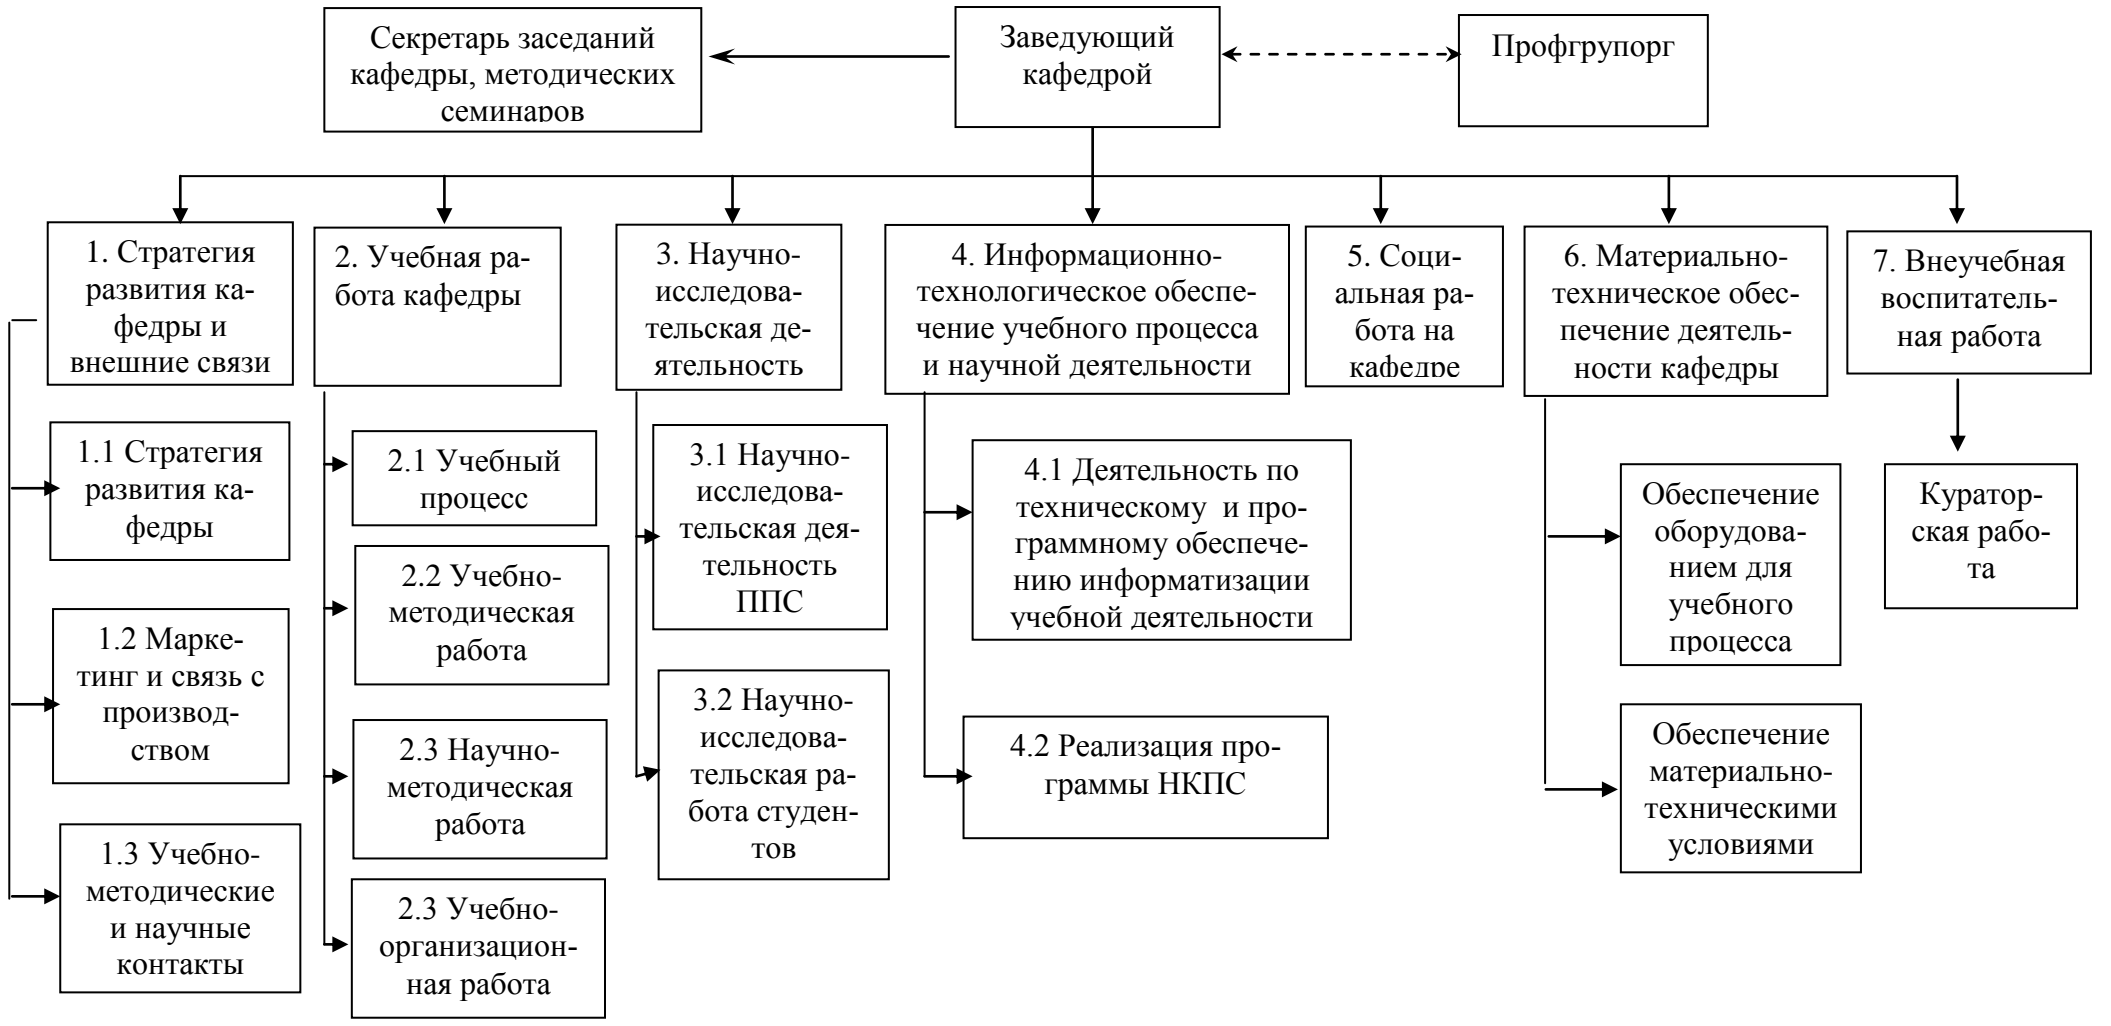 Секретарь заседаний
кафедры, методических
семинаров
Заведующий
кафедрой
Профгрупорг
1. Стратегия
развития ка-
федры и
внешние связи
2. Учебная ра-
бота кафедры
3. Научно-
исследова-
тельская де-
ятельность
4. Информационно-
технологическое обеспе-
чение учебного процесса
и научной деятельности
5. Соци-
альная ра-
бота на
кафедре
6. Материально-
техническое обес-
печение деятель-
ности кафедры
7. Внеучебная
воспитатель-
ная работа
1.1 Стратегия
развития ка-
федры
1.2 Марке-
тинг и связь с
производ-
ством
1.3 Учебно-
методические
и научные
контакты
2.1 Учебный
процесс
2.2 Учебно-
методическая
работа
2.3 Научно-
методическая
работа
2.3 Учебно-
организацион-
ная работа
3.1 Научно-
исследова-
тельская дея-
тельность
ППС
3.2 Научно-
исследова-
тельская ра-
бота студен-
тов
4.1 Деятельность по
техническому  и про-
граммному обеспече-
нию информатизации
учебной деятельности
4.2 Реализация про-
граммы НКПС
Обеспечение
оборудова-
нием для
учебного
процесса
Обеспечение
материально-
техническими
условиями
Куратор-
ская рабо-
та